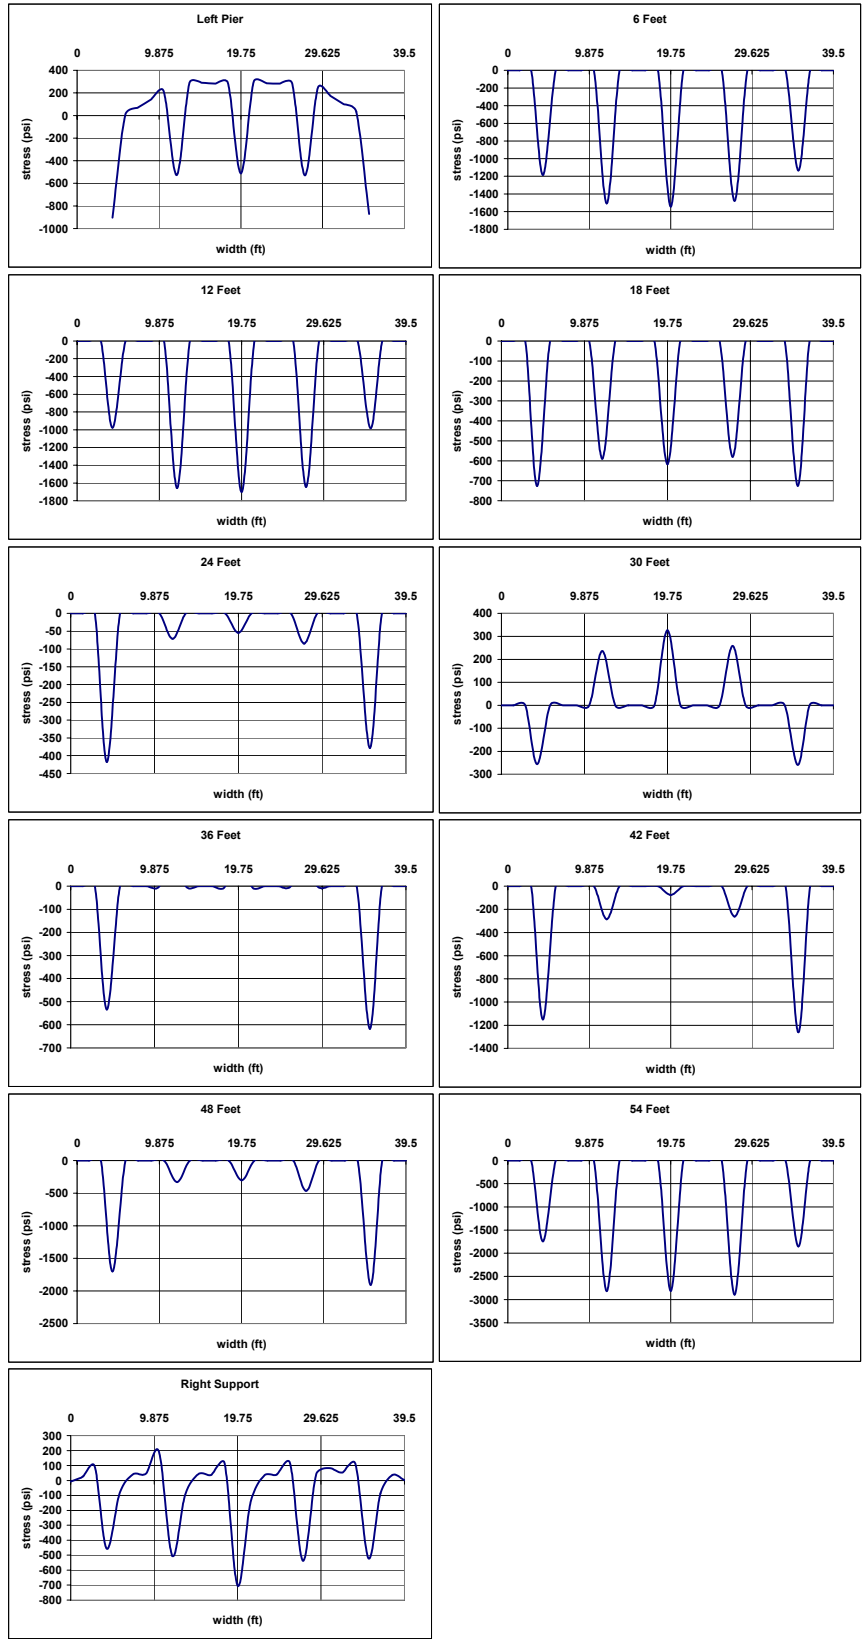 Left Pier
0 9.875 19.75 29.625 39.5
400
200
0
-200
-400
-600
-800
-1000
stress (psi)
width (ft)
6 Feet
0 9.875 19.75 29.625 39.5
0
-200
-400
-600
-800
-1000
-1200
-1400
-1600
-1800
stress (psi)
width (ft)
12 Feet
0 9.875 19.75 29.625 39.5
0
-200
-400
-600
-800
-1000
-1200
-1400
-1600
-1800
stress (psi)
width (ft)
18 Feet
0 9.875 19.75 29.625 39.5
0
-100
-200
-300
-400
-500
-600
-700
-800
stress (psi)
width (ft)
24 Feet
0 9.875 19.75 29.625 39.5
0
-50
-100
-150
-200
-250
-300
-350
-400
-450
stress (psi)
width (ft)
30 Feet
0 9.875 19.75 29.625 39.5
400
300
200
100
0
-100
-200
-300
stress (psi)
width (ft)
36 Feet
0 9.875 19.75 29.625 39.5
0
-100
-200
-300
-400
-500
-600
-700
stress (psi)
width (ft)
42 Feet
0 9.875 19.75 29.625 39.5
0
-200
-400
-600
-800
-1000
-1200
-1400
stress (psi)
width (ft)
48 Feet
0 9.875 19.75 29.625 39.5
0
-500
-1000
-1500
-2000
-2500
stress (psi)
width (ft)
54 Feet
0 9.875 19.75 29.625 39.5
0
-500
-1000
-1500
-2000
-2500
-3000
-3500
stress (psi)
width (ft)
Right Support
0 9.875 19.75 29.625 39.5
300
200
100
0
-100
-200
-300
-400
-500
-600
-700
-800
stress (psi)
width (ft)